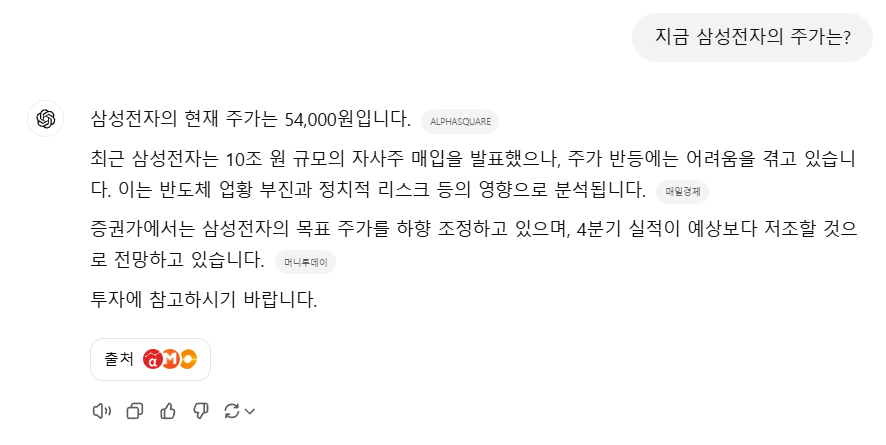 지금 삼성전자의 주가는?
삼성전자의 현재 주가는 54,000원입니다. ALPHASQUARE
최근 삼성전자는 10조 원 규모의 자사주 매입을 발표했으나, 주가 반등에는 어려움을 겪고 있습니
다. 이는 반도체 업황 부진과 정치적 리스크 등의 영향으로 분석됩니다. 매일경제
증권가에서는 삼성전자의 목표 주가를 하향 조정하고 있으며, 4분기 실적이 예상보다 저조할 것으
로 전망하고 있습니다. 머니투데이
투자에 참고하시기 바랍니다.
출처